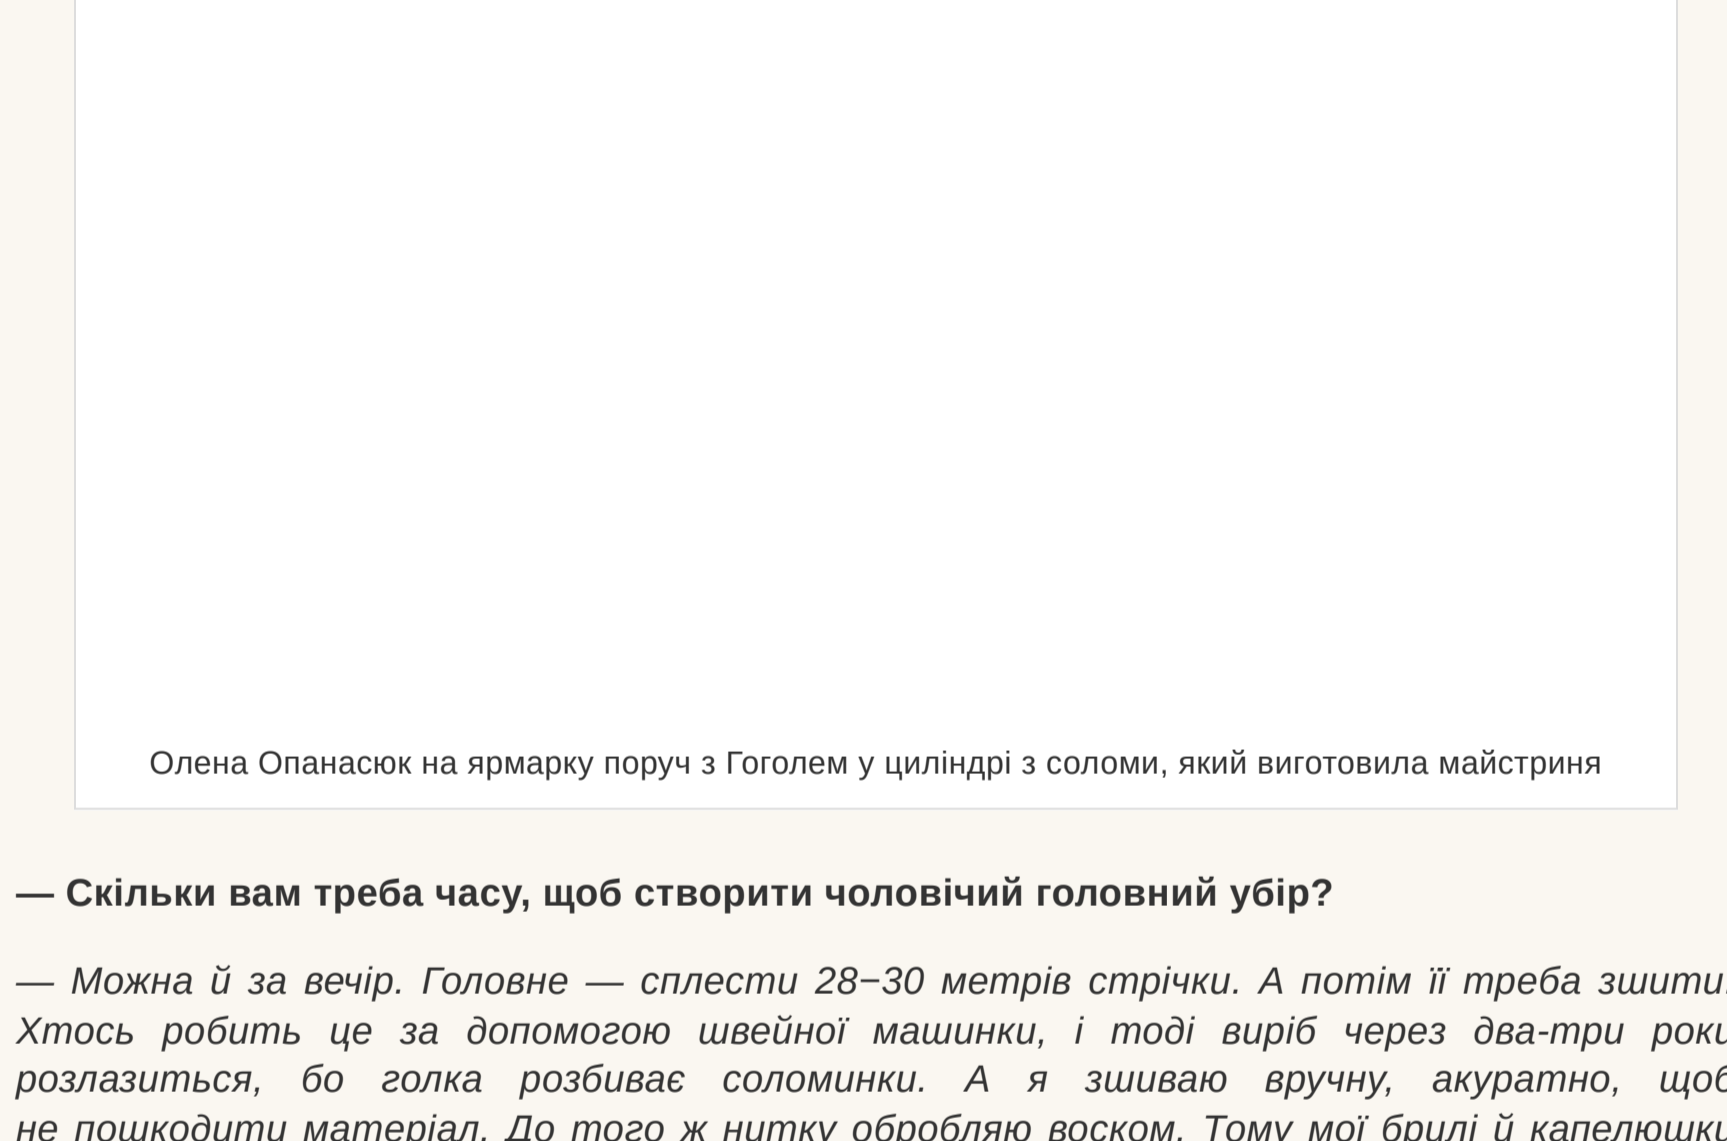 Олена Опанасюк на ярмарку поруч з Гоголем у циліндрі з соломи, який виготовила майстриня
— Скільки вам треба часу, щоб створити чоловічий головний убір?
— Можна й за вечір. Головне — сплести 28–30 метрів стрічки. А потім її треба зшити.
Хтось робить це за допомогою швейної машинки, і тоді виріб через два-три роки
розлазиться, бо голка розбиває соломинки. А я зшиваю вручну, акуратно, щоб
не пошкодити матеріал. До того ж нитку обробляю воском. Тому мої брилі й капелюшки